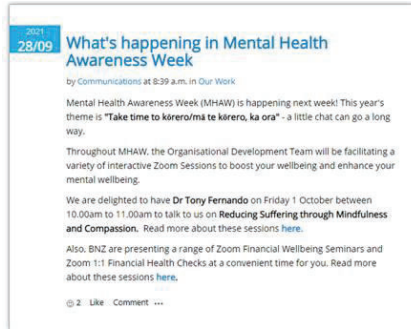 2021
28/09
What's happening in Mental Health
Awareness Week
by Communications at 8:39 a.m. in Our Work
Mental Health Awareness Week (MHAW) is happening next week! This year's
theme is "Take time to kōrero/mā te kōrero, ka ora" - a little chat can go a long
way.
Throughout MHAW, the Organisational Development Team will be facilitating a
variety of interactive Zoom Sessions to boost your wellbeing and enhance your
mental wellbeing.
We are delighted to have Dr Tony Fernando on Friday 1 October between
10.00am to 11.00am to talk to us on Reducing Suffering through Mindfulness
and Compassion. Read more about these sessions here.
Also, BNZ are presenting a range of Zoom Financial Wellbeing Seminars and
Zoom 1:1 Financial Health Checks at a convenient time for you. Read more
about these sessions here.
2 Like Comment •••